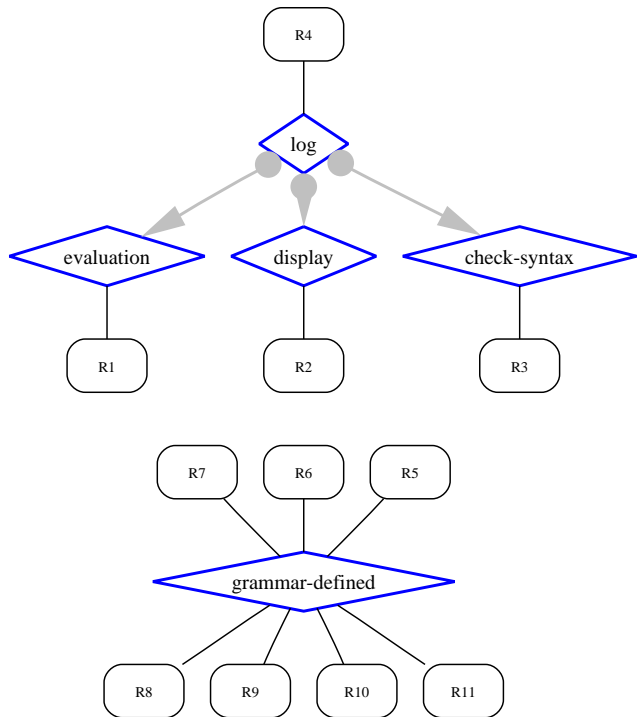 R4
log
evaluation
display
check-syntax
R1
R2
R3
R7
R6
R5
grammar-defined
R8
R9
R10
R11